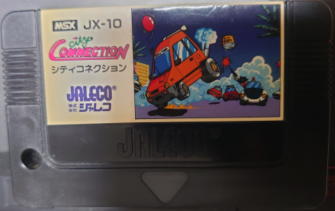 MSX JX-10
city
CONNECTION
シティコネクション
JALECO®
株式会社 ジャレコ
JALECO